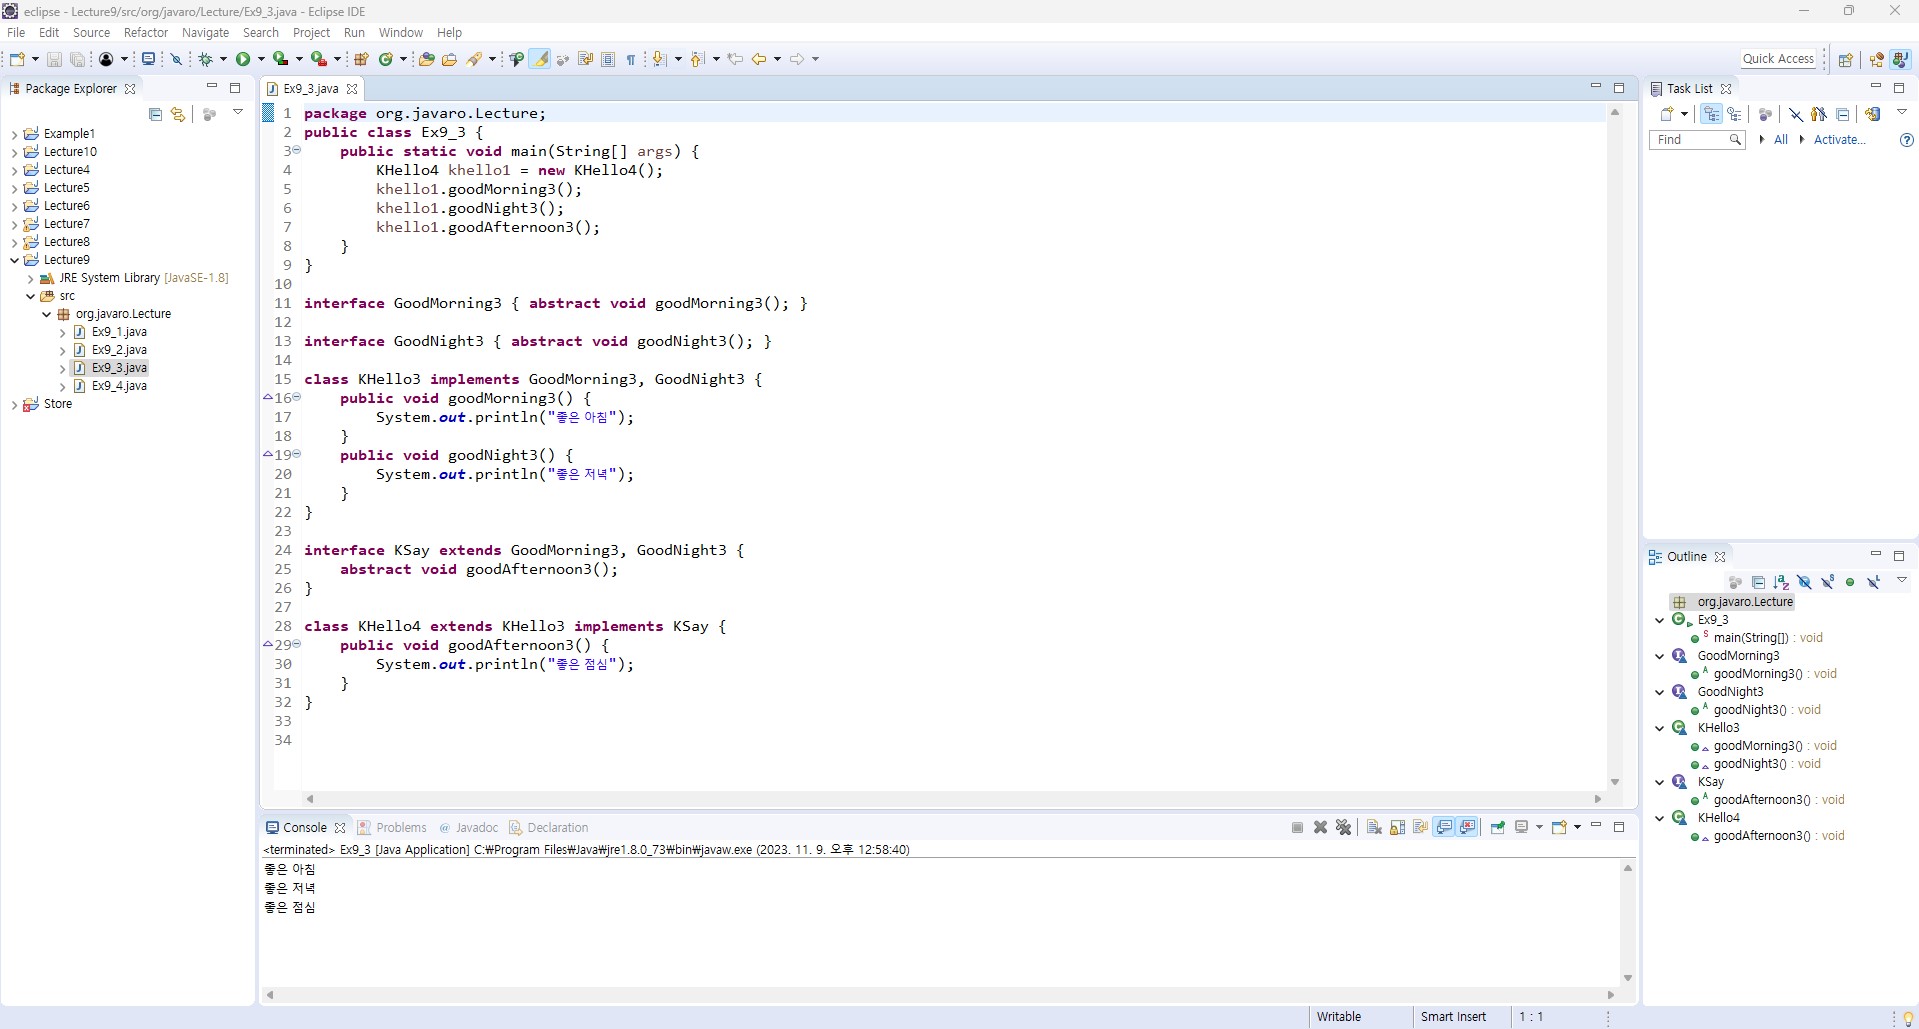 eclipse - Lecture9/src/org/javaro/Lecture/Ex9_3.java - Eclipse IDE
File Edit Source Refactor Navigate Search Project Run Window Help
Quick Access
Package Explorer
Example1
Lecture10
Lecture4
Lecture5
Lecture6
Lecture7
Lecture8
Lecture9
JRE System Library [JavaSE-1.8]
src
org.javaro.Lecture
Ex9_1.java
Ex9_2.java
Ex9_3.java
Ex9_4.java
Store
Ex9_3.java
1 package org.javaro.Lecture;
2 public class Ex9_3 {
3 public static void main(String[] args) {
4 KHello4 khello1 = new KHello4();
5 khello1.goodMorning3();
6 khello1.goodNight3();
7 khello1.goodAfternoon3();
8 }
9 }
10
11 interface GoodMorning3 { abstract void goodMorning3(); }
12
13 interface GoodNight3 { abstract void goodNight3(); }
14
15 class KHello3 implements GoodMorning3, GoodNight3 {
16 public void goodMorning3() {
17 System.out.println("좋은 아침");
18 }
19 public void goodNight3() {
20 System.out.println("좋은 저녁");
21 }
22 }
23
24 interface KSay extends GoodMorning3, GoodNight3 {
25 abstract void goodAfternoon3();
26 }
27
28 class KHello4 extends KHello3 implements KSay {
29 public void goodAfternoon3() {
30 System.out.println("좋은 점심");
31 }
32 }
33
34
Console Problems @ Javadoc Declaration
<terminated> Ex9_3 [Java Application] C:₩Program Files₩Java₩jre1.8.0_73₩bin₩javaw.exe (2023. 11. 9. 오후 12:58:40)
좋은 아침
좋은 저녁
좋은 점심
Task List
Find All Activate...
Outline
org.javaro.Lecture
Ex9_3
main(String[]) : void
GoodMorning3
goodMorning3() : void
GoodNight3
goodNight3() : void
KHello3
goodMorning3() : void
goodNight3() : void
KSay
goodAfternoon3() : void
KHello4
goodAfternoon3() : void
Writable Smart Insert 1 : 1